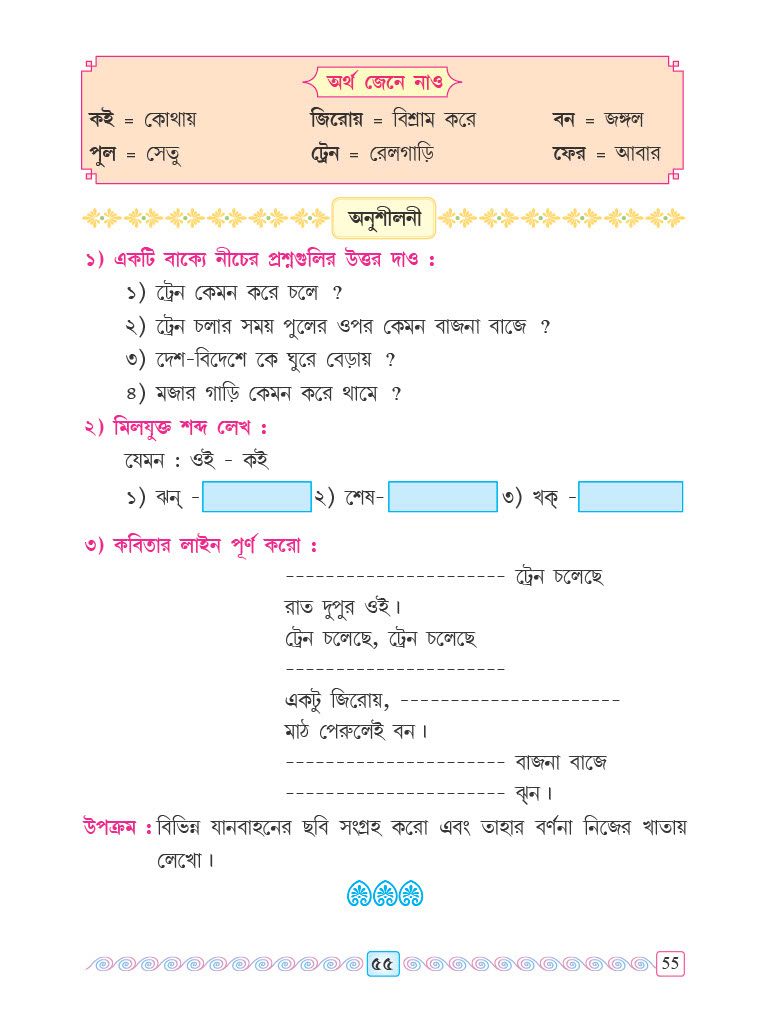 অর্থ জেনে নাও
কই = কোথায় জিরোয় = বিশ্রাম করে বন = জঙ্গল
পুল = সেতু ট্রেন = রেলগাড়ি ফের = আবার
অনুশীলনী
১) একটি বাক্যে নীচের প্রশ্নগুলির উত্তর দাও :
১) ট্রেন কেমন করে চলে ?
২) ট্রেন চলার সময় পুলের ওপর কেমন বাজনা বাজে ?
৩) দেশ-বিদেশে কে ঘুরে বেড়ায় ?
৪) মজার গাড়ি কেমন করে থামে ?
২) মিলযুক্ত শব্দ লেখ :
যেমন : ওই - কই
১) ঝন্ - ২) শেষ- ৩) খক্ -
৩) কবিতার লাইন পূর্ণ করো :
---------------------- ট্রেন চলেছে
রাত দুপুর ওই।
ট্রেন চলেছে, ট্রেন চলেছে
----------------------
একটু জিরোয়, ----------------------
মাঠ পেরুলেই বন।
---------------------- বাজনা বাজে
---------------------- ঝ্ন।
উপক্রম : বিভিন্ন যানবাহনের ছবি সংগ্রহ করো এবং তাহার বর্ণনা নিজের খাতায়
লেখো।
৫৫ 55